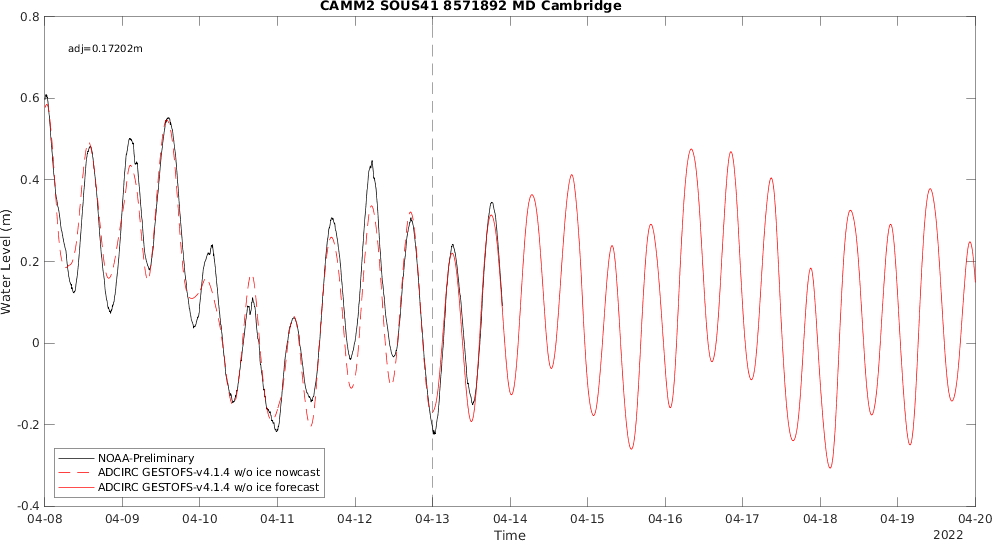 CAMM2 SOUS41 8571892 MD Cambridge
adj=0.17202m
0.8
0.6
0.4
0.2
0
-0.2
-0.4
Water Level (m)
NOAA-Preliminary
ADCIRC GESTOFS-v4.1.4 w/o ice nowcast
ADCIRC GESTOFS-v4.1.4 w/o ice forecast
04-08 04-09 04-10 04-11 04-12 04-13 04-14 04-15 04-16 04-17 04-18 04-19 04-20
Time
2022